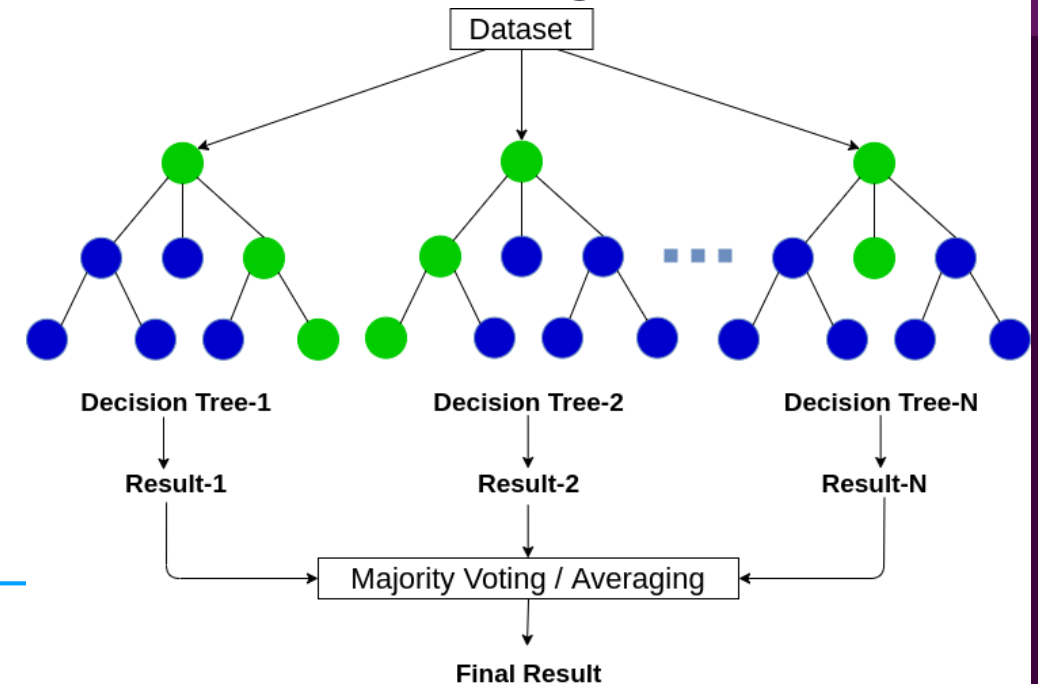 Dataset
Decision Tree-1
Decision Tree-2
Decision Tree-N
Result-1
Result-2
Result-N
Majority Voting / Averaging
Final Result